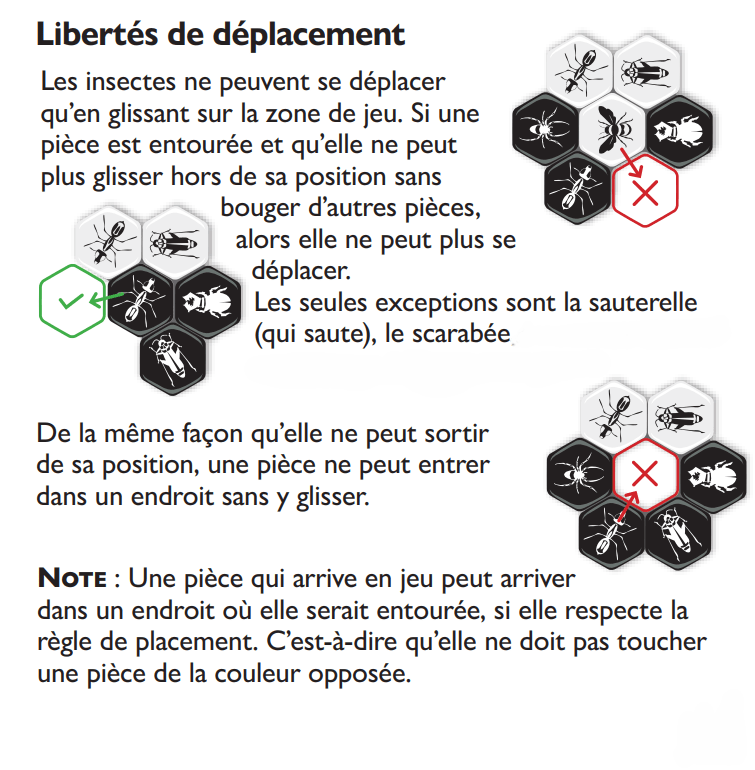 Libertés de déplacement
Les insectes ne peuvent se déplacer
qu’en glissant sur la zone de jeu. Si une
pièce est entourée et qu’elle ne peut
plus glisser hors de sa position sans
bouger d’autres pièces,
alors elle ne peut plus se
déplacer.
Les seules exceptions sont la sauterelle
(qui saute), le scarabée
De la même façon qu’elle ne peut sortir
de sa position, une pièce ne peut entrer
dans un endroit sans y glisser.
NOTE : Une pièce qui arrive en jeu peut arriver
dans un endroit où elle serait entourée, si elle respecte la
règle de placement. C’est-à-dire qu’elle ne doit pas toucher
une pièce de la couleur opposée.